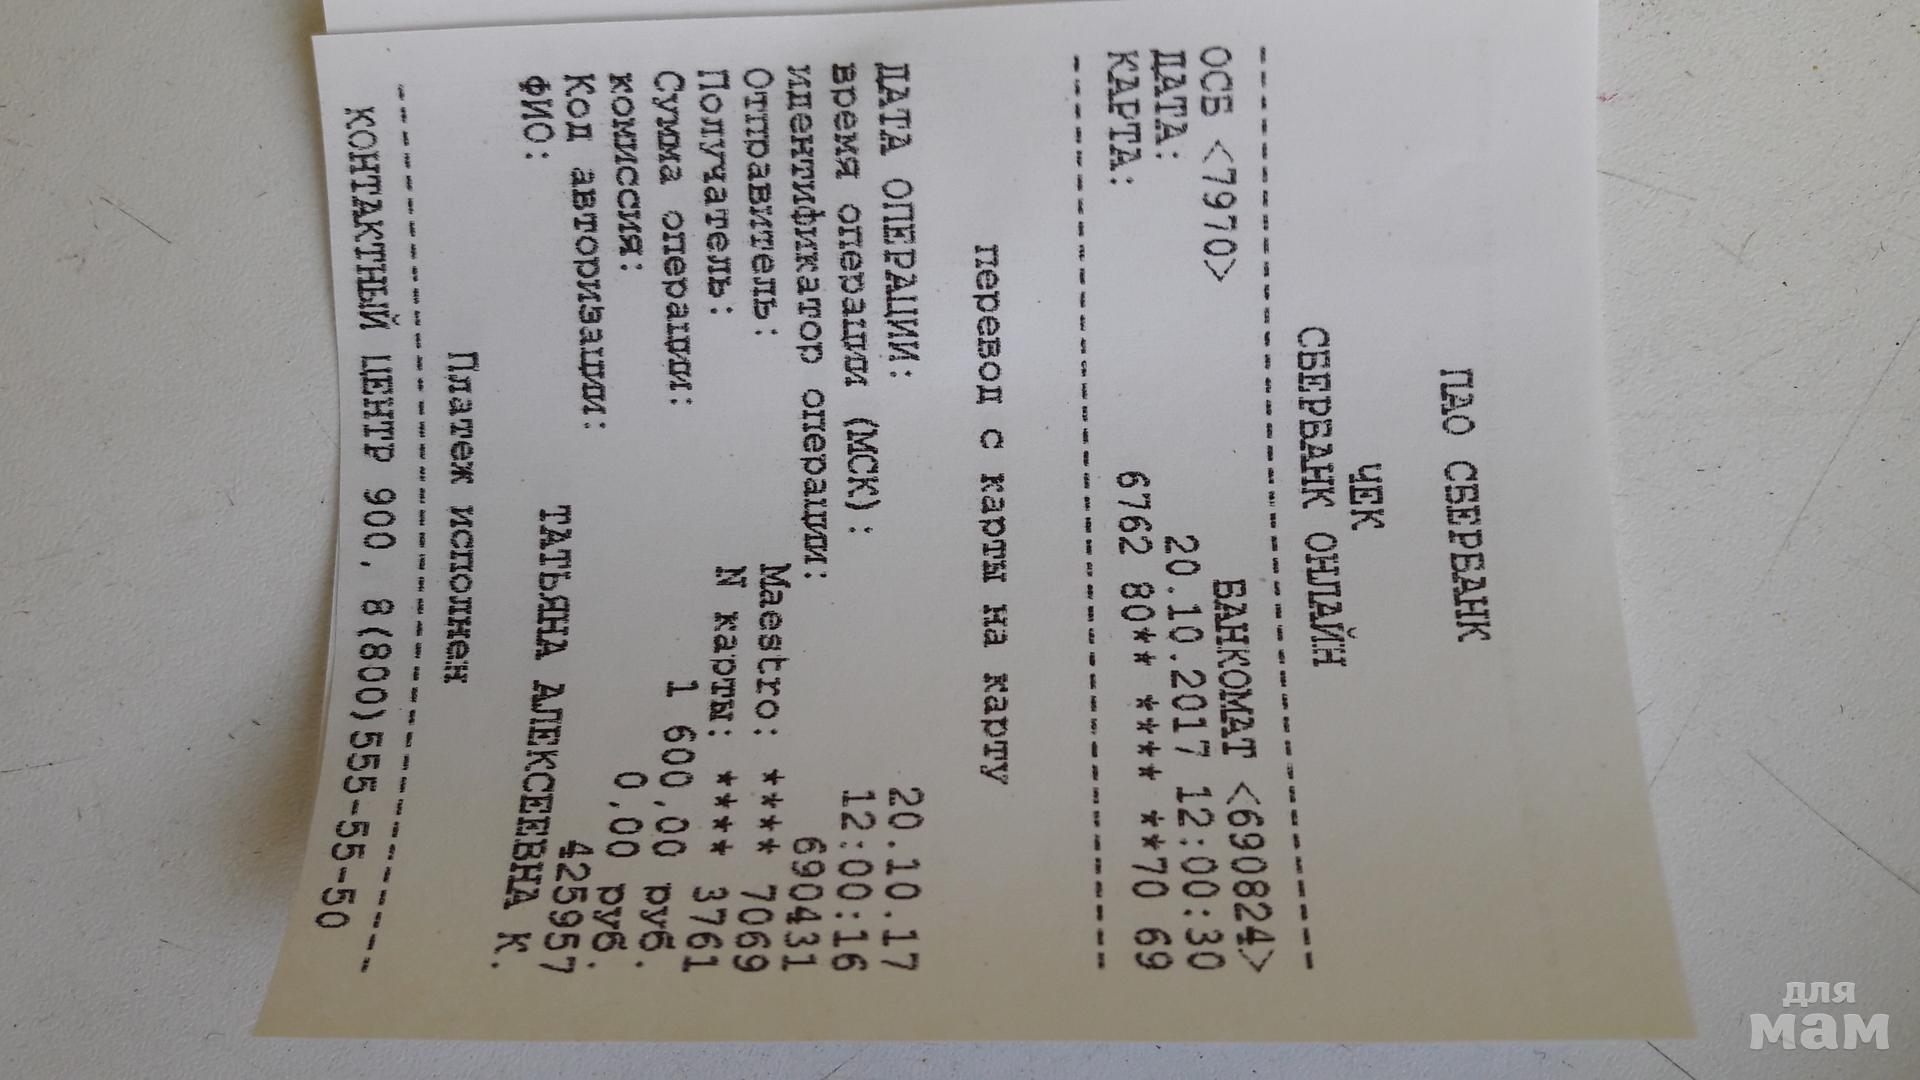 ПАО СБЕРБАНК
ЧЕК
СБЕРБАНК ОНЛАЙН
--------------------------------
ОСБ <7970> БАНКОМАТ <690824>
ДАТА: 20.10.2017 12:00:30
КАРТА: 6762 80** **** **70 69
--------------------------------
перевод с карты на карту
ДАТА ОПЕРАЦИИ: 20.10.17
время операции (МСК): 12:00:16
идентификатор операции: 690431
Отправитель: Maestro: **** 7069
Получатель: N карты: **** 3761
Сумма операции: 1 600,00 руб.
комиссия: 0,00 руб.
Код авторизации: 425957
ФИО: ТАТЬЯНА АЛЕКСЕЕВНА К.
Платеж исполнен
--------------------------------
КОНТАКТНЫЙ ЦЕНТР 900, 8(800)555-55-50
для
мам